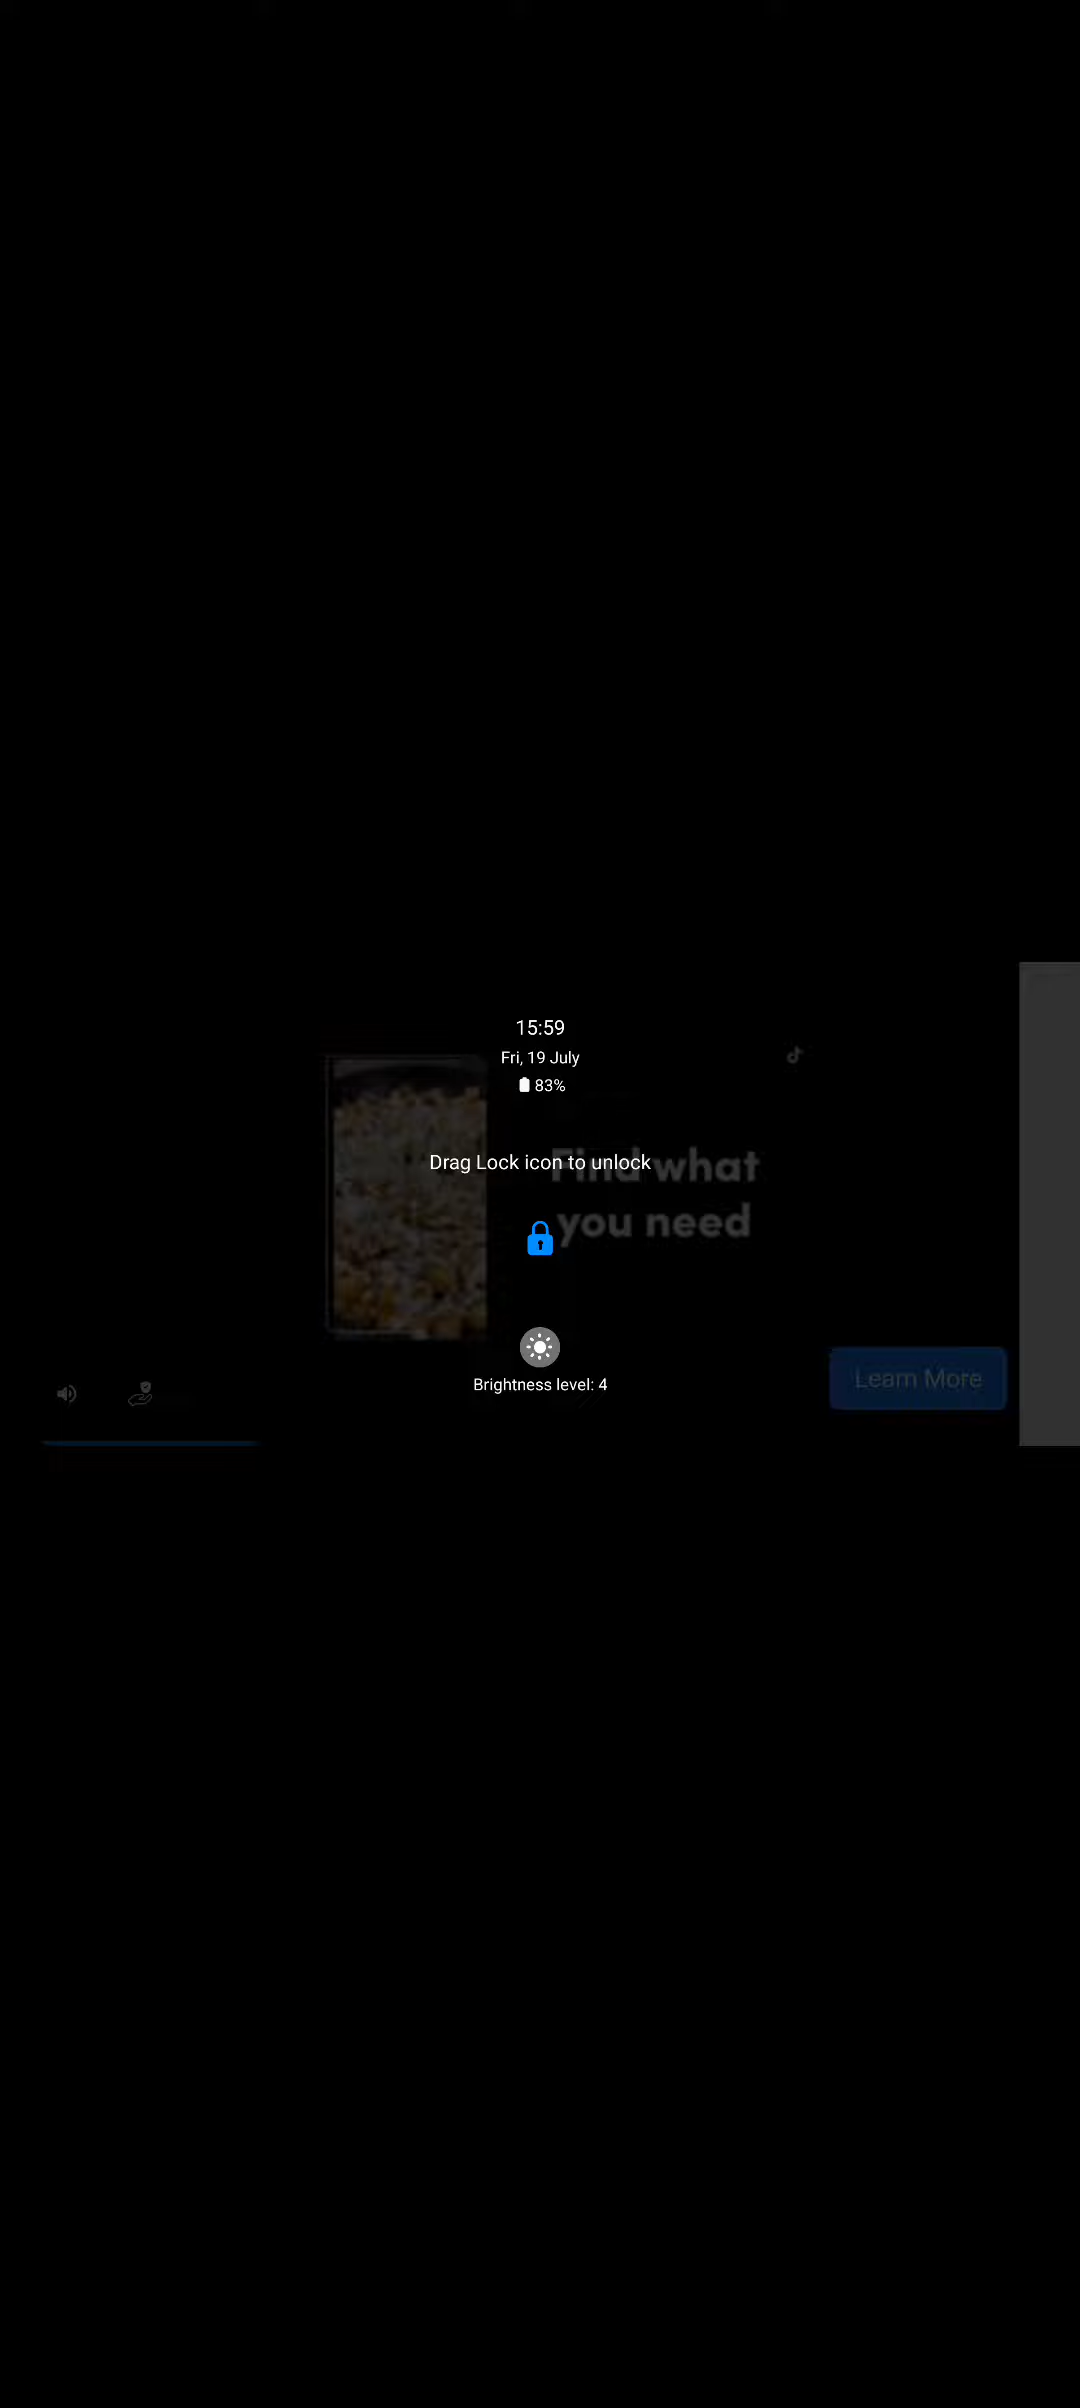 15:59
Fri, 19 July
83%
Drag Lock icon to unlock
Find what
you need
Brightness level: 4
Learn More